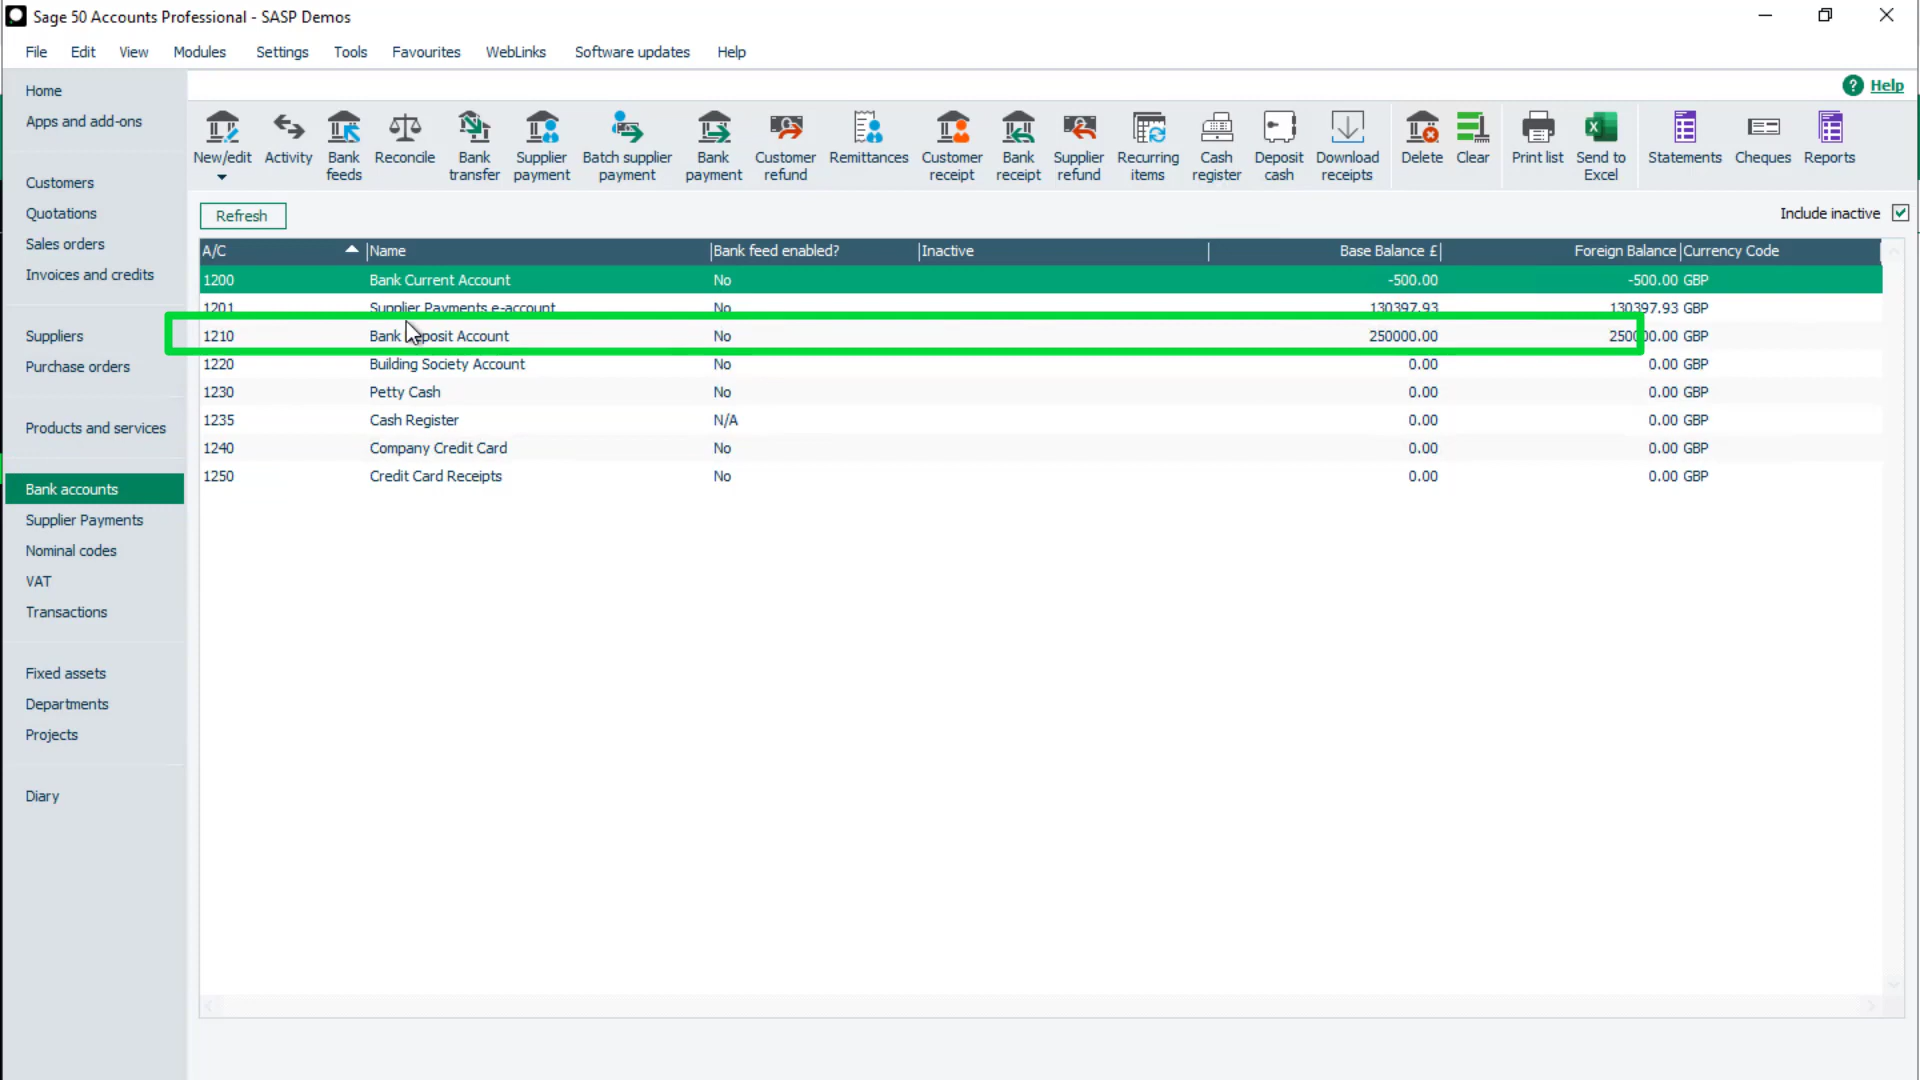 Sage 50 Accounts Professional - SASP Demos
File Edit View Modules Settings Tools Favourites WebLinks Software updates Help
? Help
Home
Apps and add-ons
Customers
Quotations
Sales orders
Invoices and credits
Suppliers
Purchase orders
Products and services
Bank accounts
Supplier Payments
Nominal codes
VAT
Transactions
Fixed assets
Departments
Projects
Diary
New/edit
Activity
Bank feeds
Reconcile
Bank transfer
Supplier payment
Batch supplier payment
Bank payment
Customer refund
Remittances
Customer receipt
Bank receipt
Supplier refund
Recurring items
Cash register
Deposit cash
Download receipts
Delete
Clear
Print list
Send to Excel
Statements
Cheques
Reports
Refresh
Include inactive
A/C Name Bank feed enabled? Inactive Base Balance £ Foreign Balance Currency Code
1200 Bank Current Account No -500.00 -500.00 GBP
1201 Supplier Payments e-account No 130397.93 130397.93 GBP
1210 Bank Deposit Account No 250000.00 250000.00 GBP
1220 Building Society Account No 0.00 0.00 GBP
1230 Petty Cash No 0.00 0.00 GBP
1235 Cash Register N/A 0.00 0.00 GBP
1240 Company Credit Card No 0.00 0.00 GBP
1250 Credit Card Receipts No 0.00 0.00 GBP